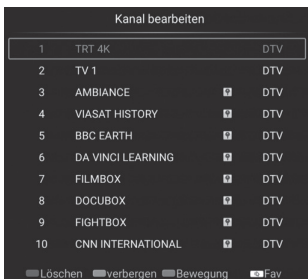 Kanal bearbeiten
1 TRT 4K DTV
2 TV 1 DTV
3 AMBIANCE DTV
4 VIASAT HISTORY DTV
5 BBC EARTH DTV
6 DA VINCI LEARNING DTV
7 FILMBOX DTV
8 DOCUBOX DTV
9 FIGHTBOX DTV
10 CNN INTERNATIONAL DTV
Löschen verbergen Bewegung Fav